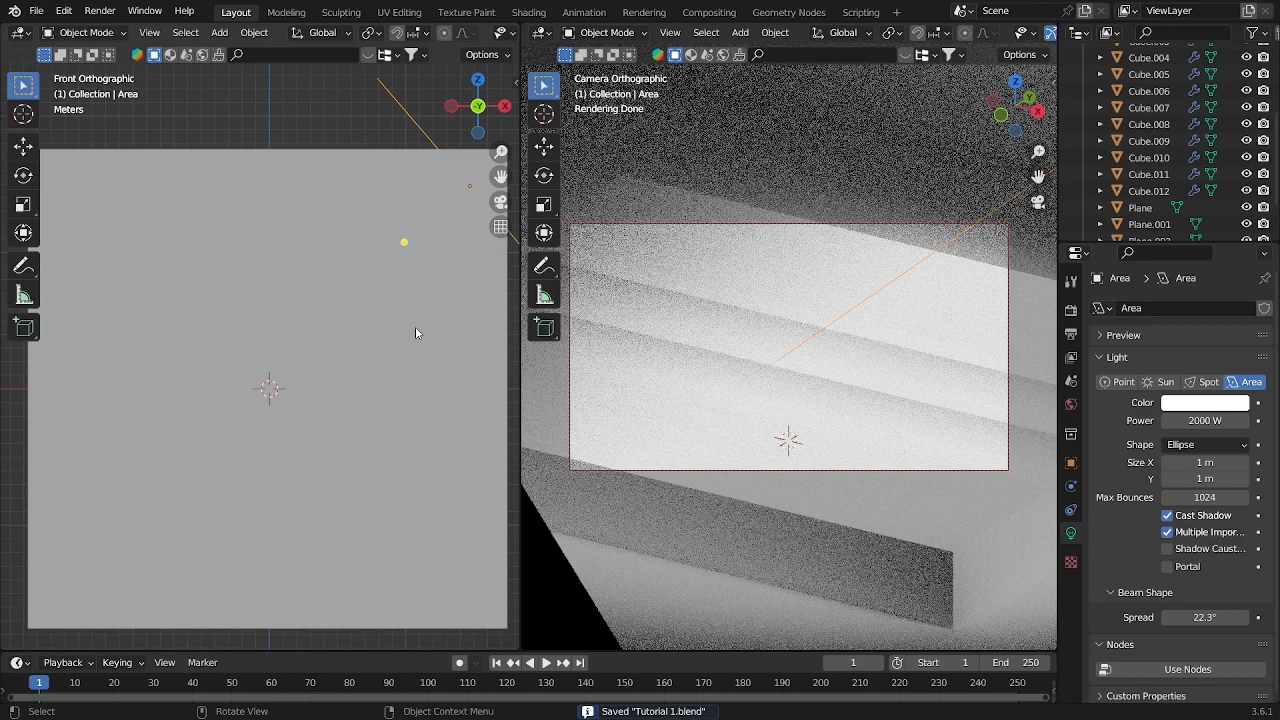 File Edit Render Window Help Layout Modeling Sculpting UV Editing Texture Paint Shading Animation Rendering Compositing Geometry Nodes Scripting + Scene ViewLayer
Object Mode View Select Add Object Global
Options
Front Orthographic
(1) Collection | Area
Meters
Z
-Y
X
Object Mode View Select Add Object Global
Options
Camera Orthographic
(1) Collection | Area
Rendering Done
Z
Y
X
Cube.004
Cube.005
Cube.006
Cube.007
Cube.008
Cube.009
Cube.010
Cube.011
Cube.012
Plane
Plane.001
Area > Area
Area
Preview
Light
Point Sun Spot Area
Color
Power 2000 W
Shape Ellipse
Size X 1 m
Y 1 m
Max Bounces 1024
Cast Shadow
Multiple Impor...
Shadow Caust...
Portal
Beam Shape
Spread 22.3°
Nodes
Use Nodes
Custom Properties
Playback Keying View Marker 1 Start 1 End 250
1 10 20 30 40 50 60 70 80 90 100 110 120 130 140 150 160 170 180 190 200 210 220 230 240 250
Select Rotate View Object Context Menu Saved "Tutorial 1.blend" 3.6.1